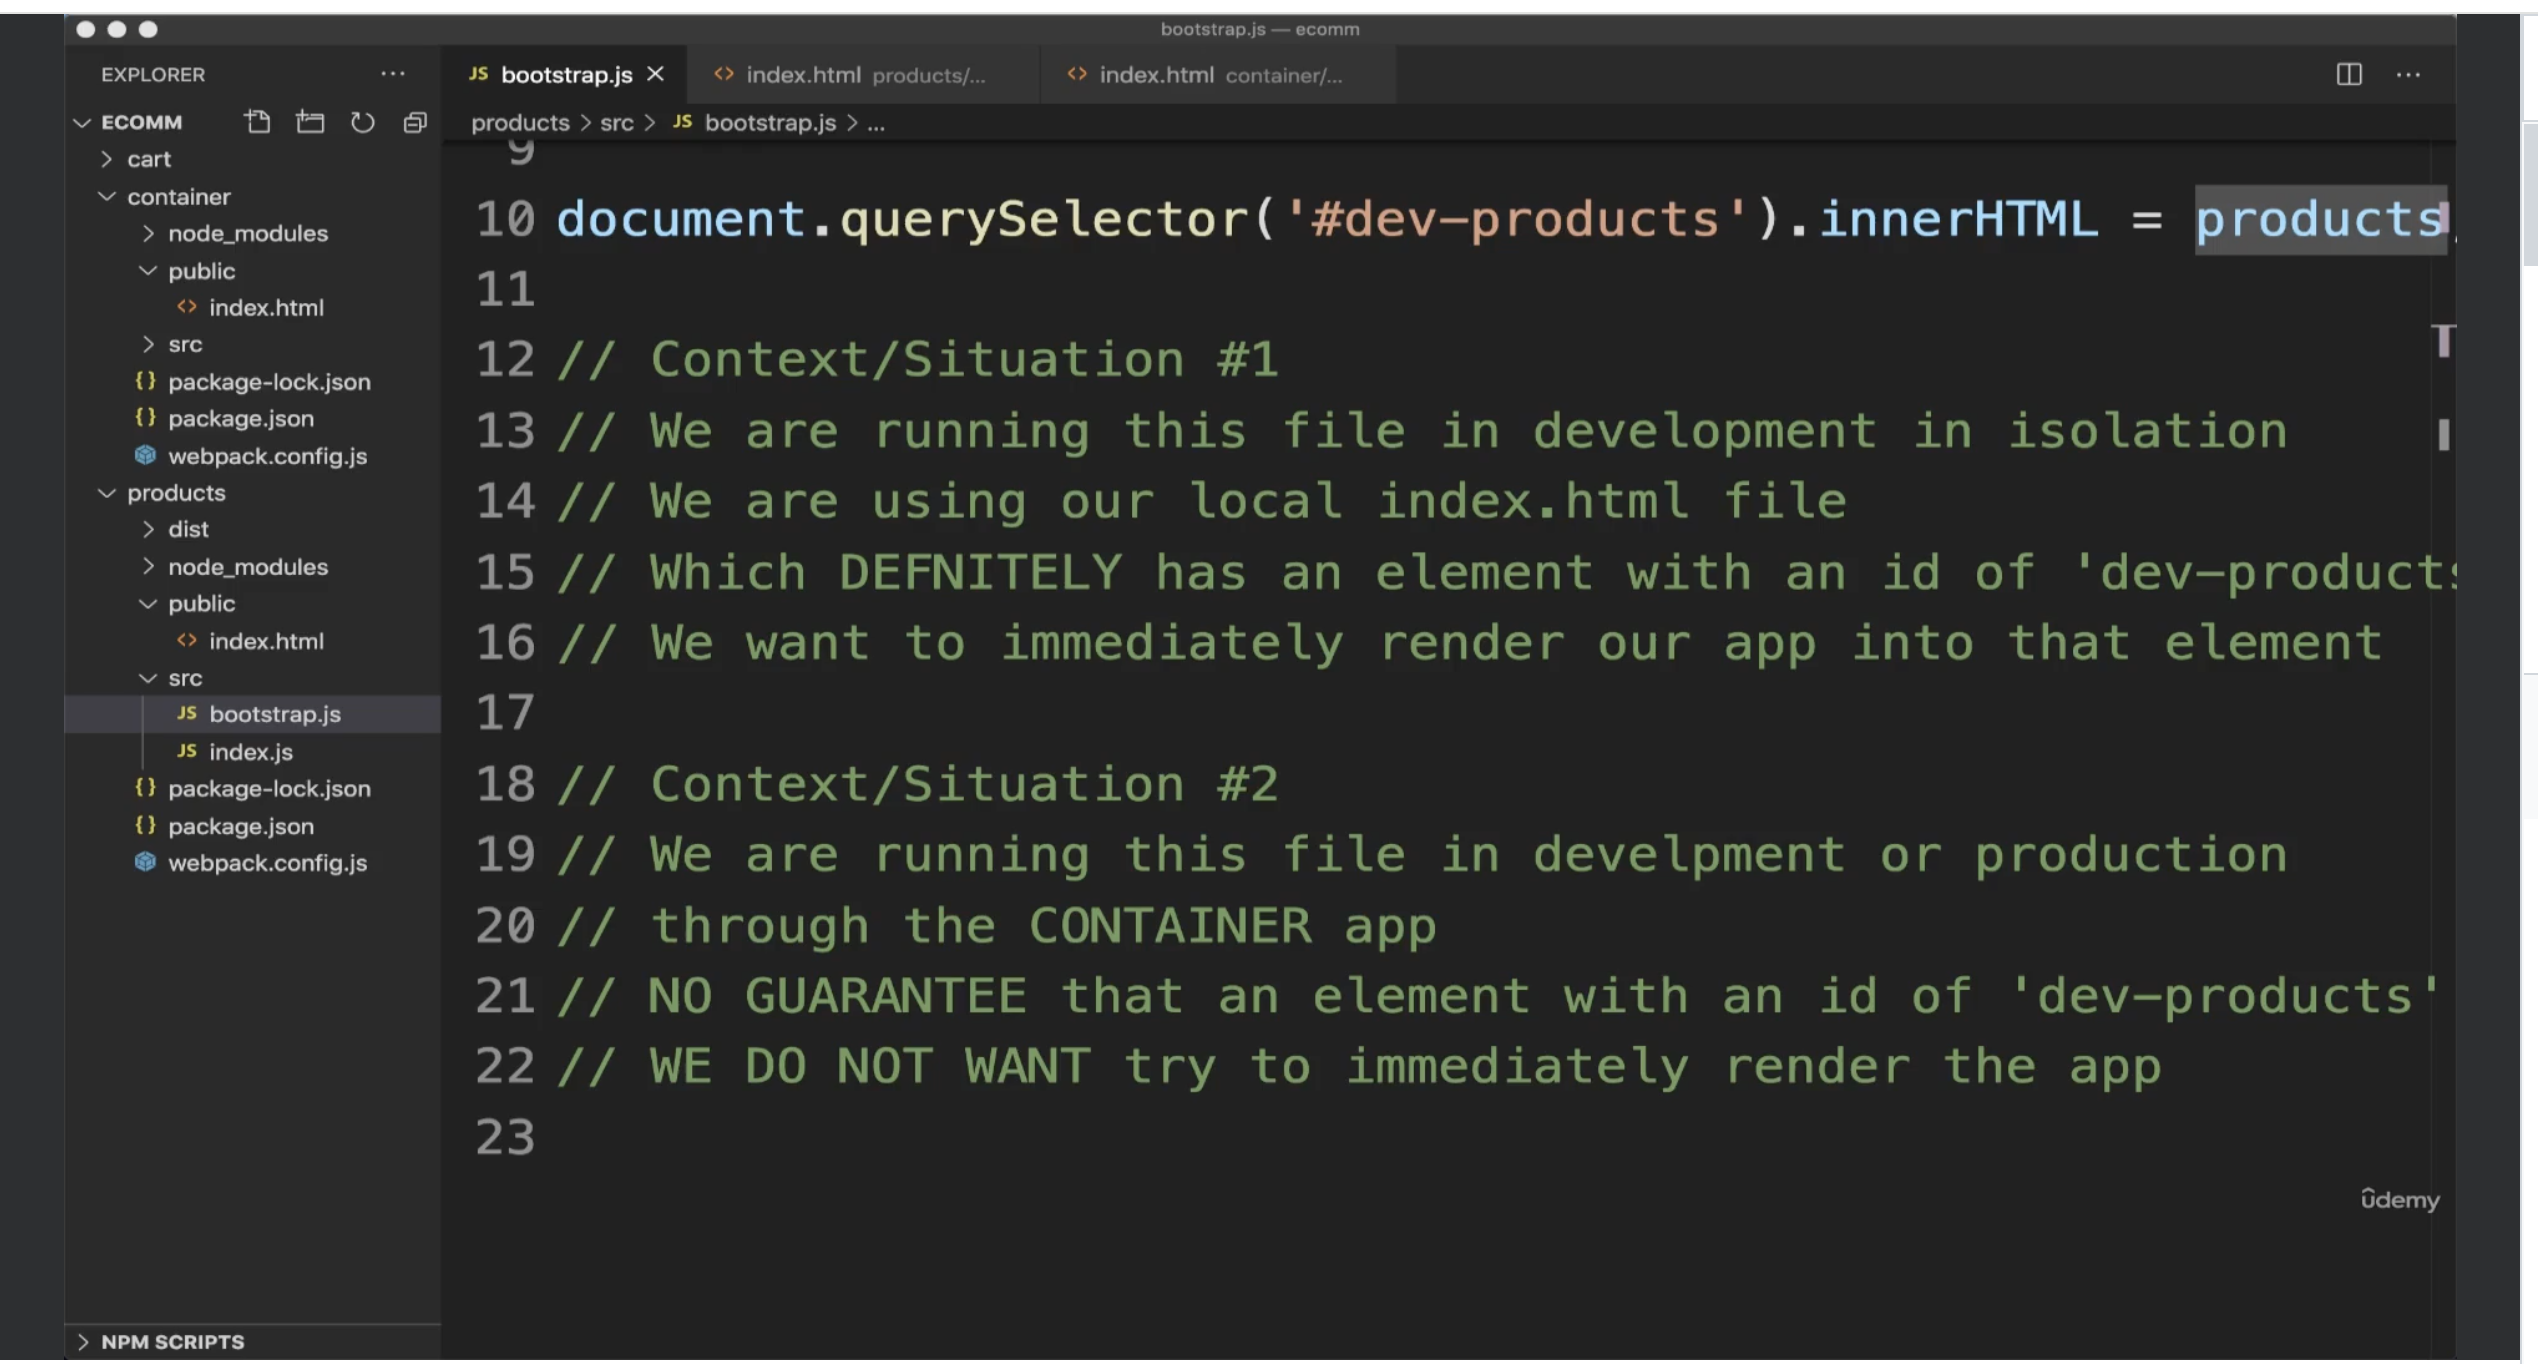 bootstrap.js — ecomm
EXPLORER
ECOMM
cart
container
node_modules
public
index.html
src
package-lock.json
package.json
webpack.config.js
products
dist
node_modules
public
index.html
src
JS bootstrap.js
JS index.js
package-lock.json
package.json
webpack.config.js
NPM SCRIPTS
JS bootstrap.js
index.html products/...
index.html container/...
products > src > JS bootstrap.js > ...
9
10 document.querySelector('#dev-products').innerHTML = products
11
12 // Context/Situation #1
13 // We are running this file in development in isolation
14 // We are using our local index.html file
15 // Which DEFNITELY has an element with an id of 'dev-products
16 // We want to immediately render our app into that element
17
18 // Context/Situation #2
19 // We are running this file in develpment or production
20 // through the CONTAINER app
21 // NO GUARANTEE that an element with an id of 'dev-products'
22 // WE DO NOT WANT try to immediately render the app
23
ûdemy